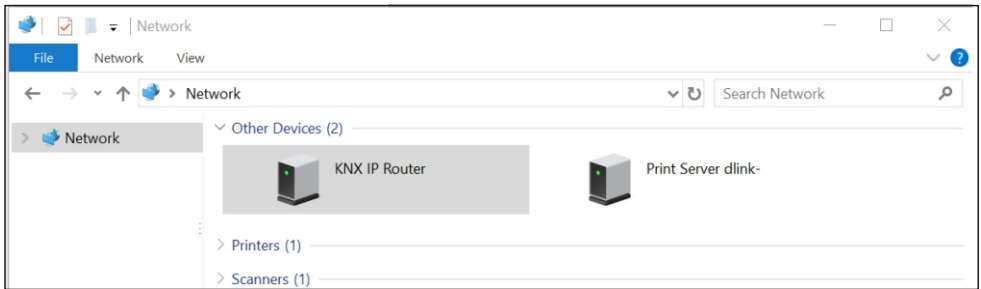 Network
File Network View
Network Search Network
Network
Other Devices (2)
KNX IP Router Print Server dlink-
Printers (1)
Scanners (1)